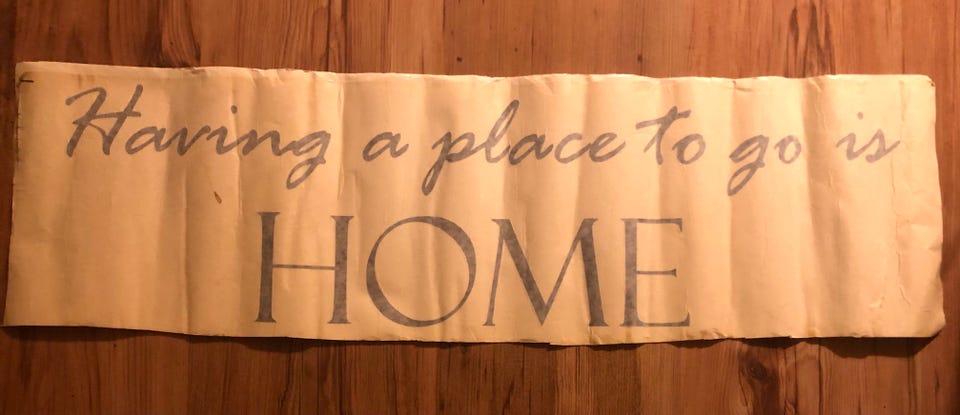 Having a place to go is
HOME